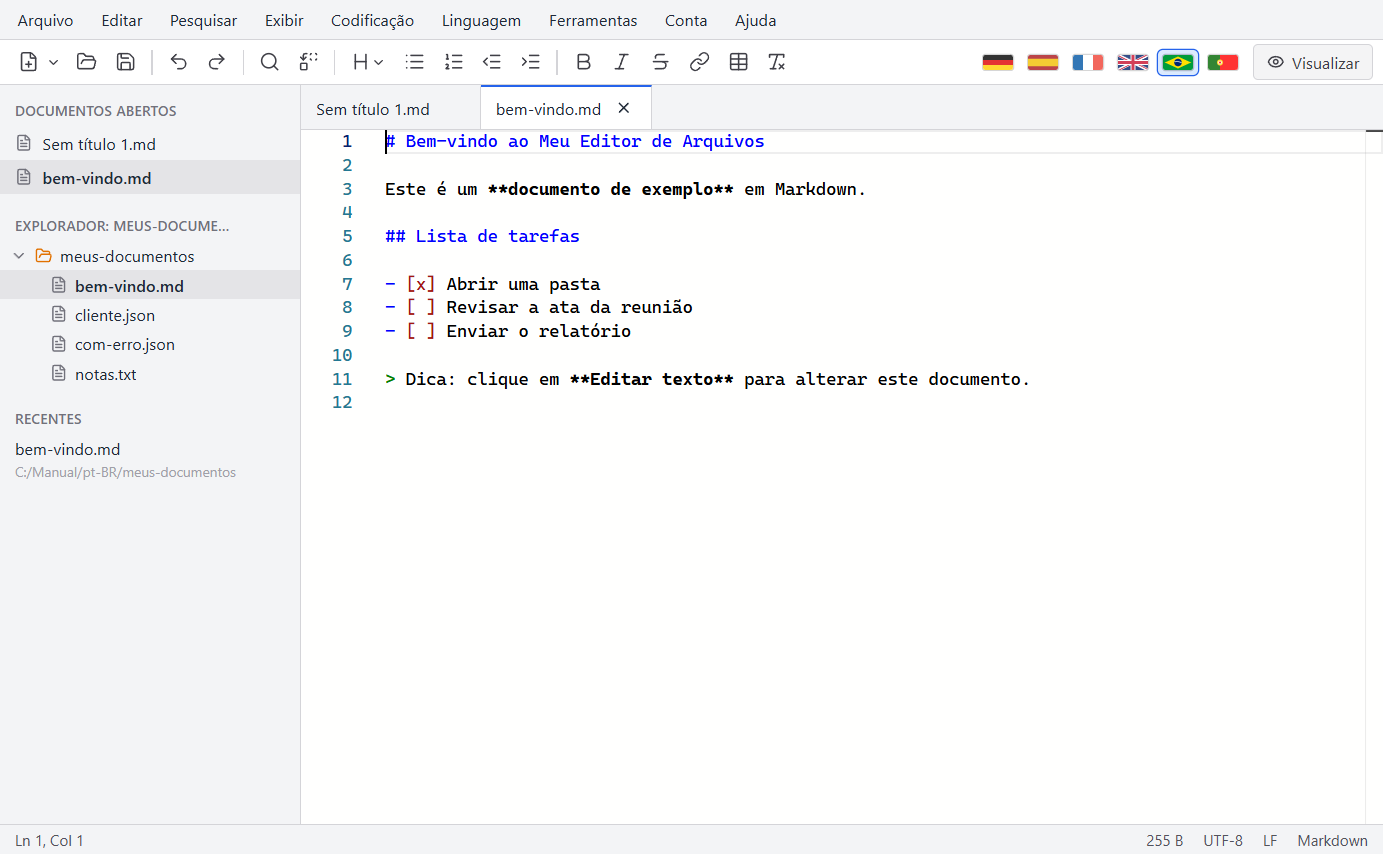 Arquivo Editar Pesquisar Exibir Codificação Linguagem Ferramentas Conta Ajuda
Visualizar
DOCUMENTOS ABERTOS
Sem título 1.md
bem-vindo.md
EXPLORADOR: MEUS-DOCUME...
meus-documentos
bem-vindo.md
cliente.json
com-erro.json
notas.txt
RECENTES
bem-vindo.md
C:/Manual/pt-BR/meus-documentos
Sem título 1.md bem-vindo.md
1 # Bem-vindo ao Meu Editor de Arquivos
2
3 Este é um **documento de exemplo** em Markdown.
4
5 ## Lista de tarefas
6
7 - [x] Abrir uma pasta
8 - [ ] Revisar a ata da reunião
9 - [ ] Enviar o relatório
10
11 > Dica: clique em **Editar texto** para alterar este documento.
12
Ln 1, Col 1 255 B UTF-8 LF Markdown